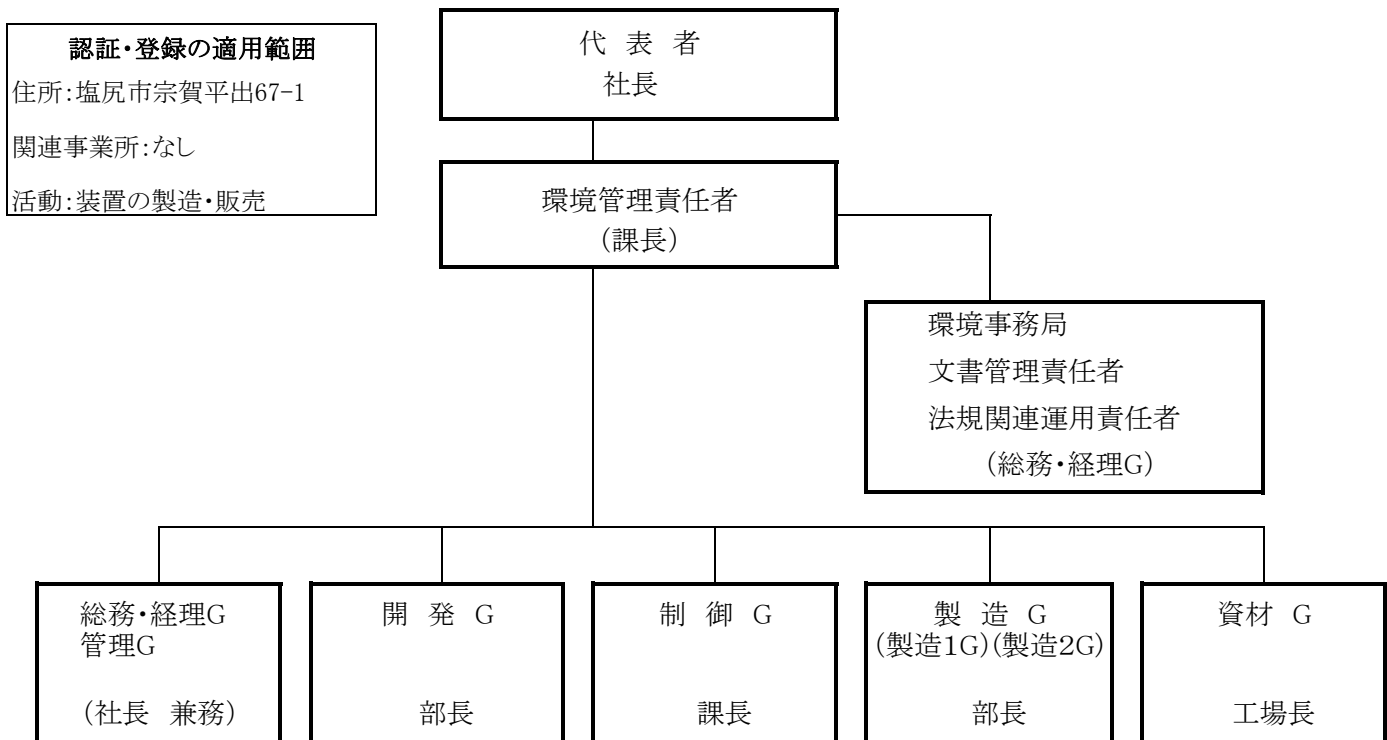 認証・登録の適用範囲
住所:塩尻市宗賀平出67-1
関連事業所:なし
活動:装置の製造・販売
代 表 者
社長
環境管理責任者
(課長)
環境事務局
文書管理責任者
法規関連運用責任者
(総務・経理G)
総務・経理G
管理G
(社長 兼務)
開 発 G
部長
制 御 G
課長
製 造 G
(製造1G)(製造2G)
部長
資材 G
工場長